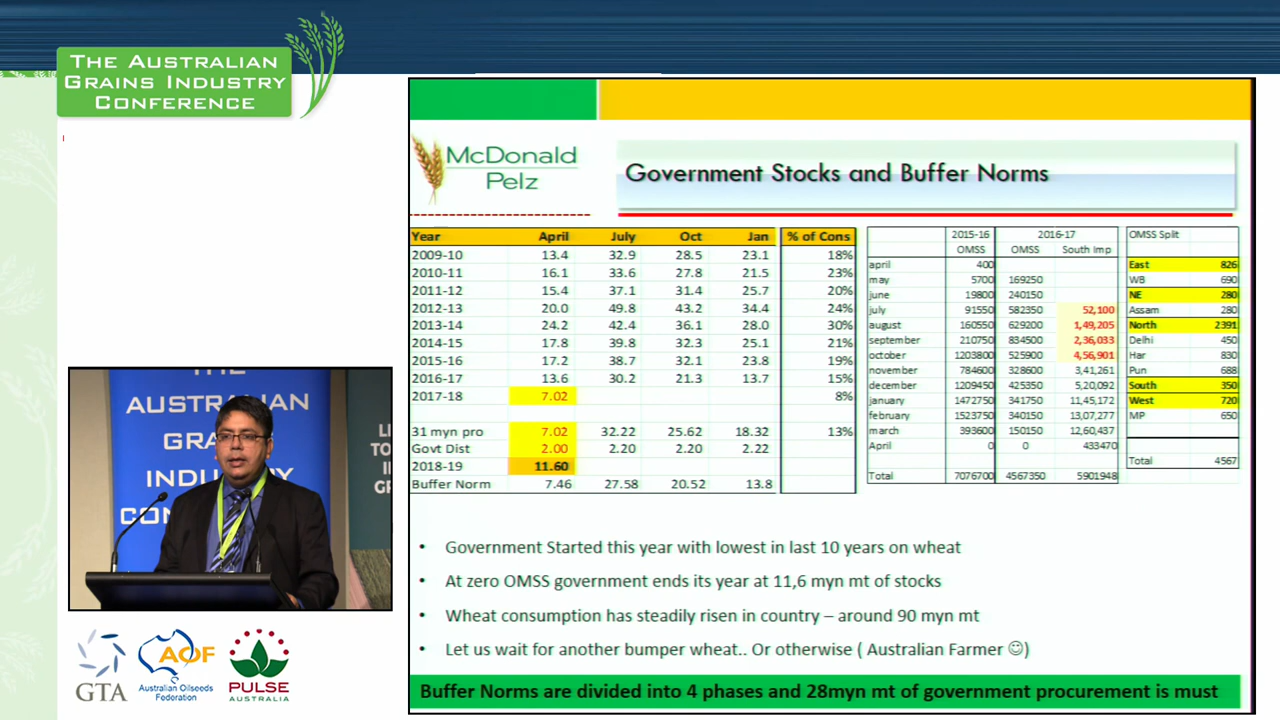 THE AUSTRALIAN
GRAINS INDUSTRY
CONFERENCE
McDonald
Pelz
Government Stocks and Buffer Norms
Year April July Oct Jan % of Cons
2009-10 13.4 32.9 28.5 23.1 18%
2010-11 16.1 33.6 27.8 21.5 23%
2011-12 15.4 37.1 31.4 25.7 20%
2012-13 20.0 49.8 43.2 34.4 24%
2013-14 24.2 42.4 36.1 28.0 30%
2014-15 17.8 39.8 32.3 25.1 21%
2015-16 17.2 38.7 32.1 23.8 19%
2016-17 13.6 30.2 21.3 13.7 15%
2017-18 7.02 8%
31 myn pro 7.02 32.22 25.62 18.32 13%
Govt Dist 2.00 2.20 2.20 2.22
2018-19 11.60
Buffer Norm 7.46 27.58 20.52 13.8
2015-16 2016-17
OMSS OMSS South Imp
april 400
may 5700 169250
june 19800 240150
july 91550 582350 52,100
august 160550 629200 1,49,205
september 210750 834500 2,36,033
october 1203800 525900 4,56,901
november 784600 328600 3,41,261
december 1209450 425350 5,20,092
january 1472750 341750 11,45,172
february 1523750 340150 13,07,277
march 393600 150150 12,60,437
April 0 0 433470
Total 7076700 4567350 5901948
OMSS Split
East 826
WB 690
NE 280
Assam 280
North 2391
Delhi 450
Har 830
Pun 688
South 350
West 720
MP 650
Total 4567
• Government Started this year with lowest in last 10 years on wheat
• At zero OMSS government ends its year at 11,6 myn mt of stocks
• Wheat consumption has steadily risen in country – around 90 myn mt
• Let us wait for another bumper wheat.. Or otherwise ( Australian Farmer ☺)
Buffer Norms are divided into 4 phases and 28myn mt of government procurement is must
AUSTRALIAN
INDUSTRY
GTA
AOF
Australian Oilseeds
Federation
PULSE
AUSTRALIA